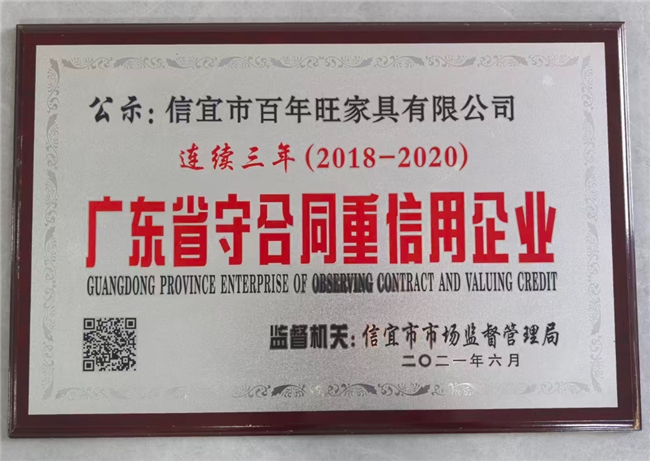 公示：信宜市百年旺家具有限公司
连续三年(2018-2020)
广东省守合同重信用企业
GUANGDONG PROVINCE ENTERPRISE OF OBSERVING CONTRACT AND VALUING CREDIT
监督机关：信宜市市场监督管理局
二〇二一年六月